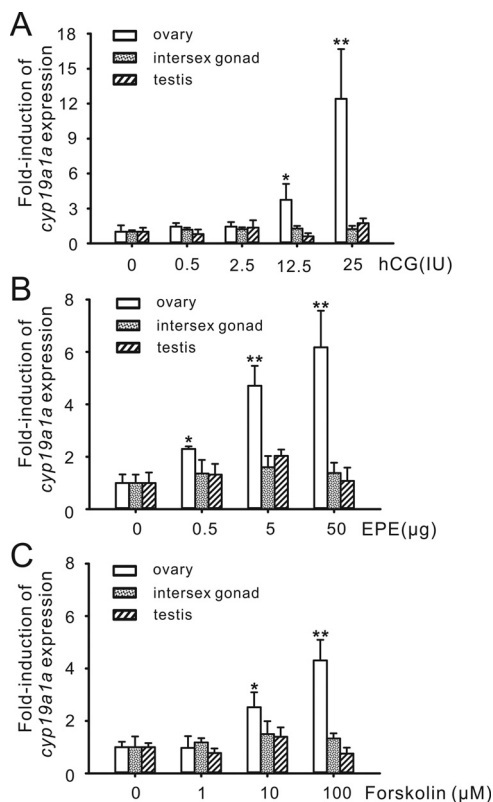 A
Fold-induction of
cyp19a1a expression
18
15
12
9
6
3
0
ovary
intersex gonad
testis
*
**
0 0.5 2.5 12.5 25 hCG(IU)
B
Fold-induction of
cyp19a1a expression
8
6
4
2
0
ovary
intersex gonad
testis
*
**
**
0 0.5 5 50 EPE(µg)
C
Fold-induction of
cyp19a1a expression
8
6
4
2
0
ovary
intersex gonad
testis
*
**
0 1 10 100 Forskolin (µM)